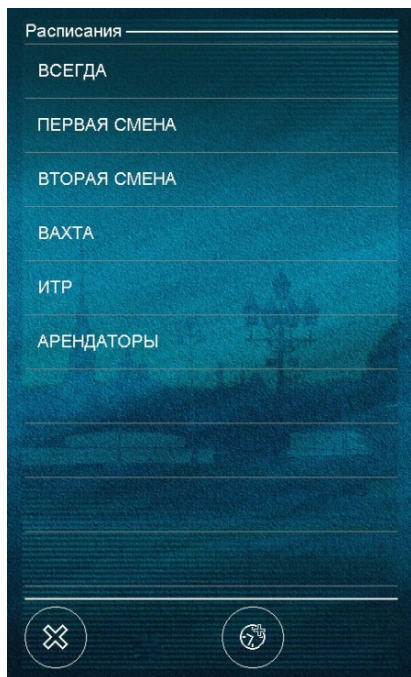 Расписания
ВСЕГДА
ПЕРВАЯ СМЕНА
ВТОРАЯ СМЕНА
ВАХТА
ИТР
АРЕНДАТОРЫ